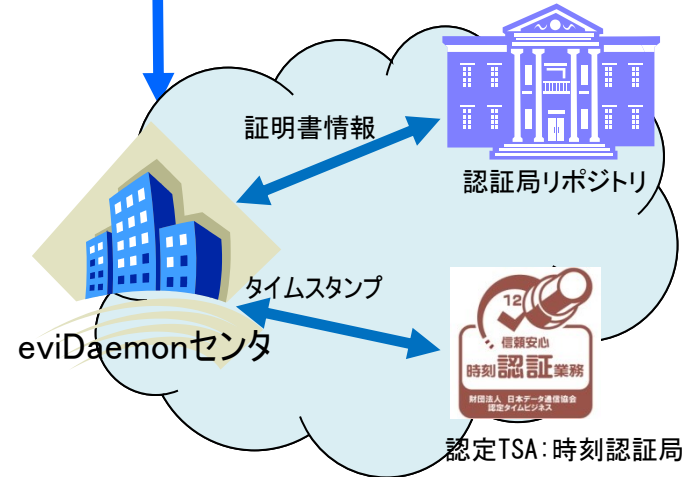 証明書情報
認証局リポジトリ
タイムスタンプ
eviDaemonセンタ
12
信頼安心
時刻認証業務
財団法人 日本データ通信協会
認定タイムビジネス
認定TSA:時刻認証局